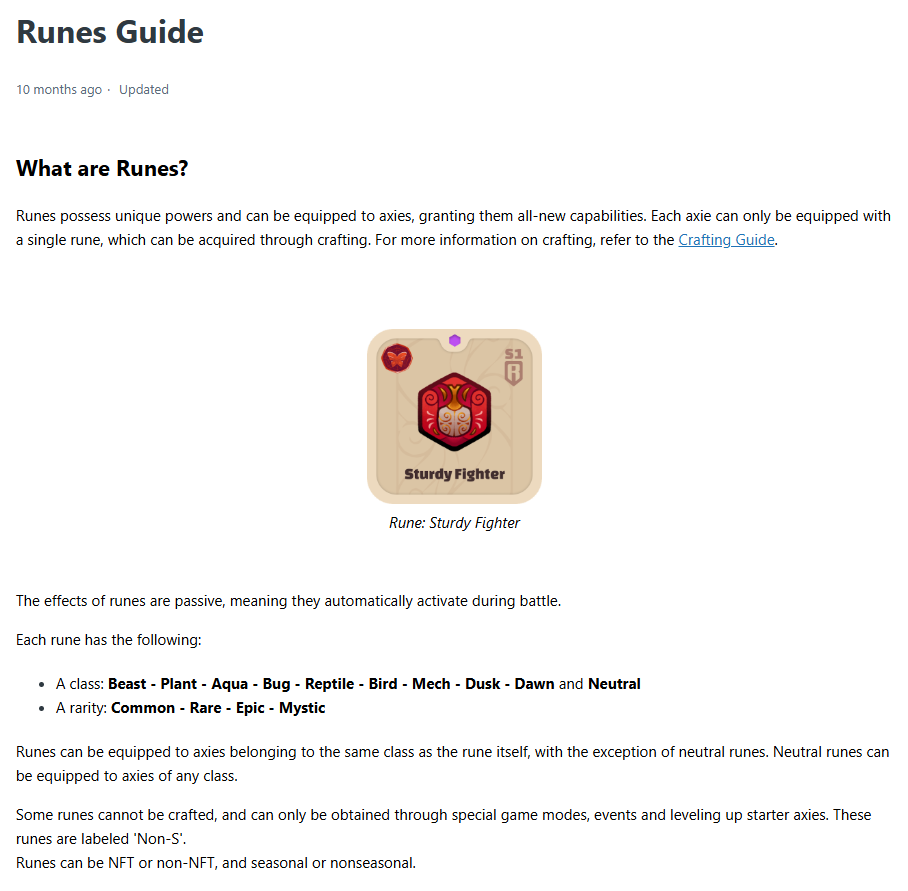 Runes Guide
10 months ago · Updated
What are Runes?
Runes possess unique powers and can be equipped to axies, granting them all-new capabilities. Each axie can only be equipped with
a single rune, which can be acquired through crafting. For more information on crafting, refer to the Crafting Guide.
S1
R
Sturdy Fighter
Rune: Sturdy Fighter
The effects of runes are passive, meaning they automatically activate during battle.
Each rune has the following:
• A class: Beast - Plant - Aqua - Bug - Reptile - Bird - Mech - Dusk - Dawn and Neutral
• A rarity: Common - Rare - Epic - Mystic
Runes can be equipped to axies belonging to the same class as the rune itself, with the exception of neutral runes. Neutral runes can
be equipped to axies of any class.
Some runes cannot be crafted, and can only be obtained through special game modes, events and leveling up starter axies. These
runes are labeled 'Non-S'.
Runes can be NFT or non-NFT, and seasonal or nonseasonal.